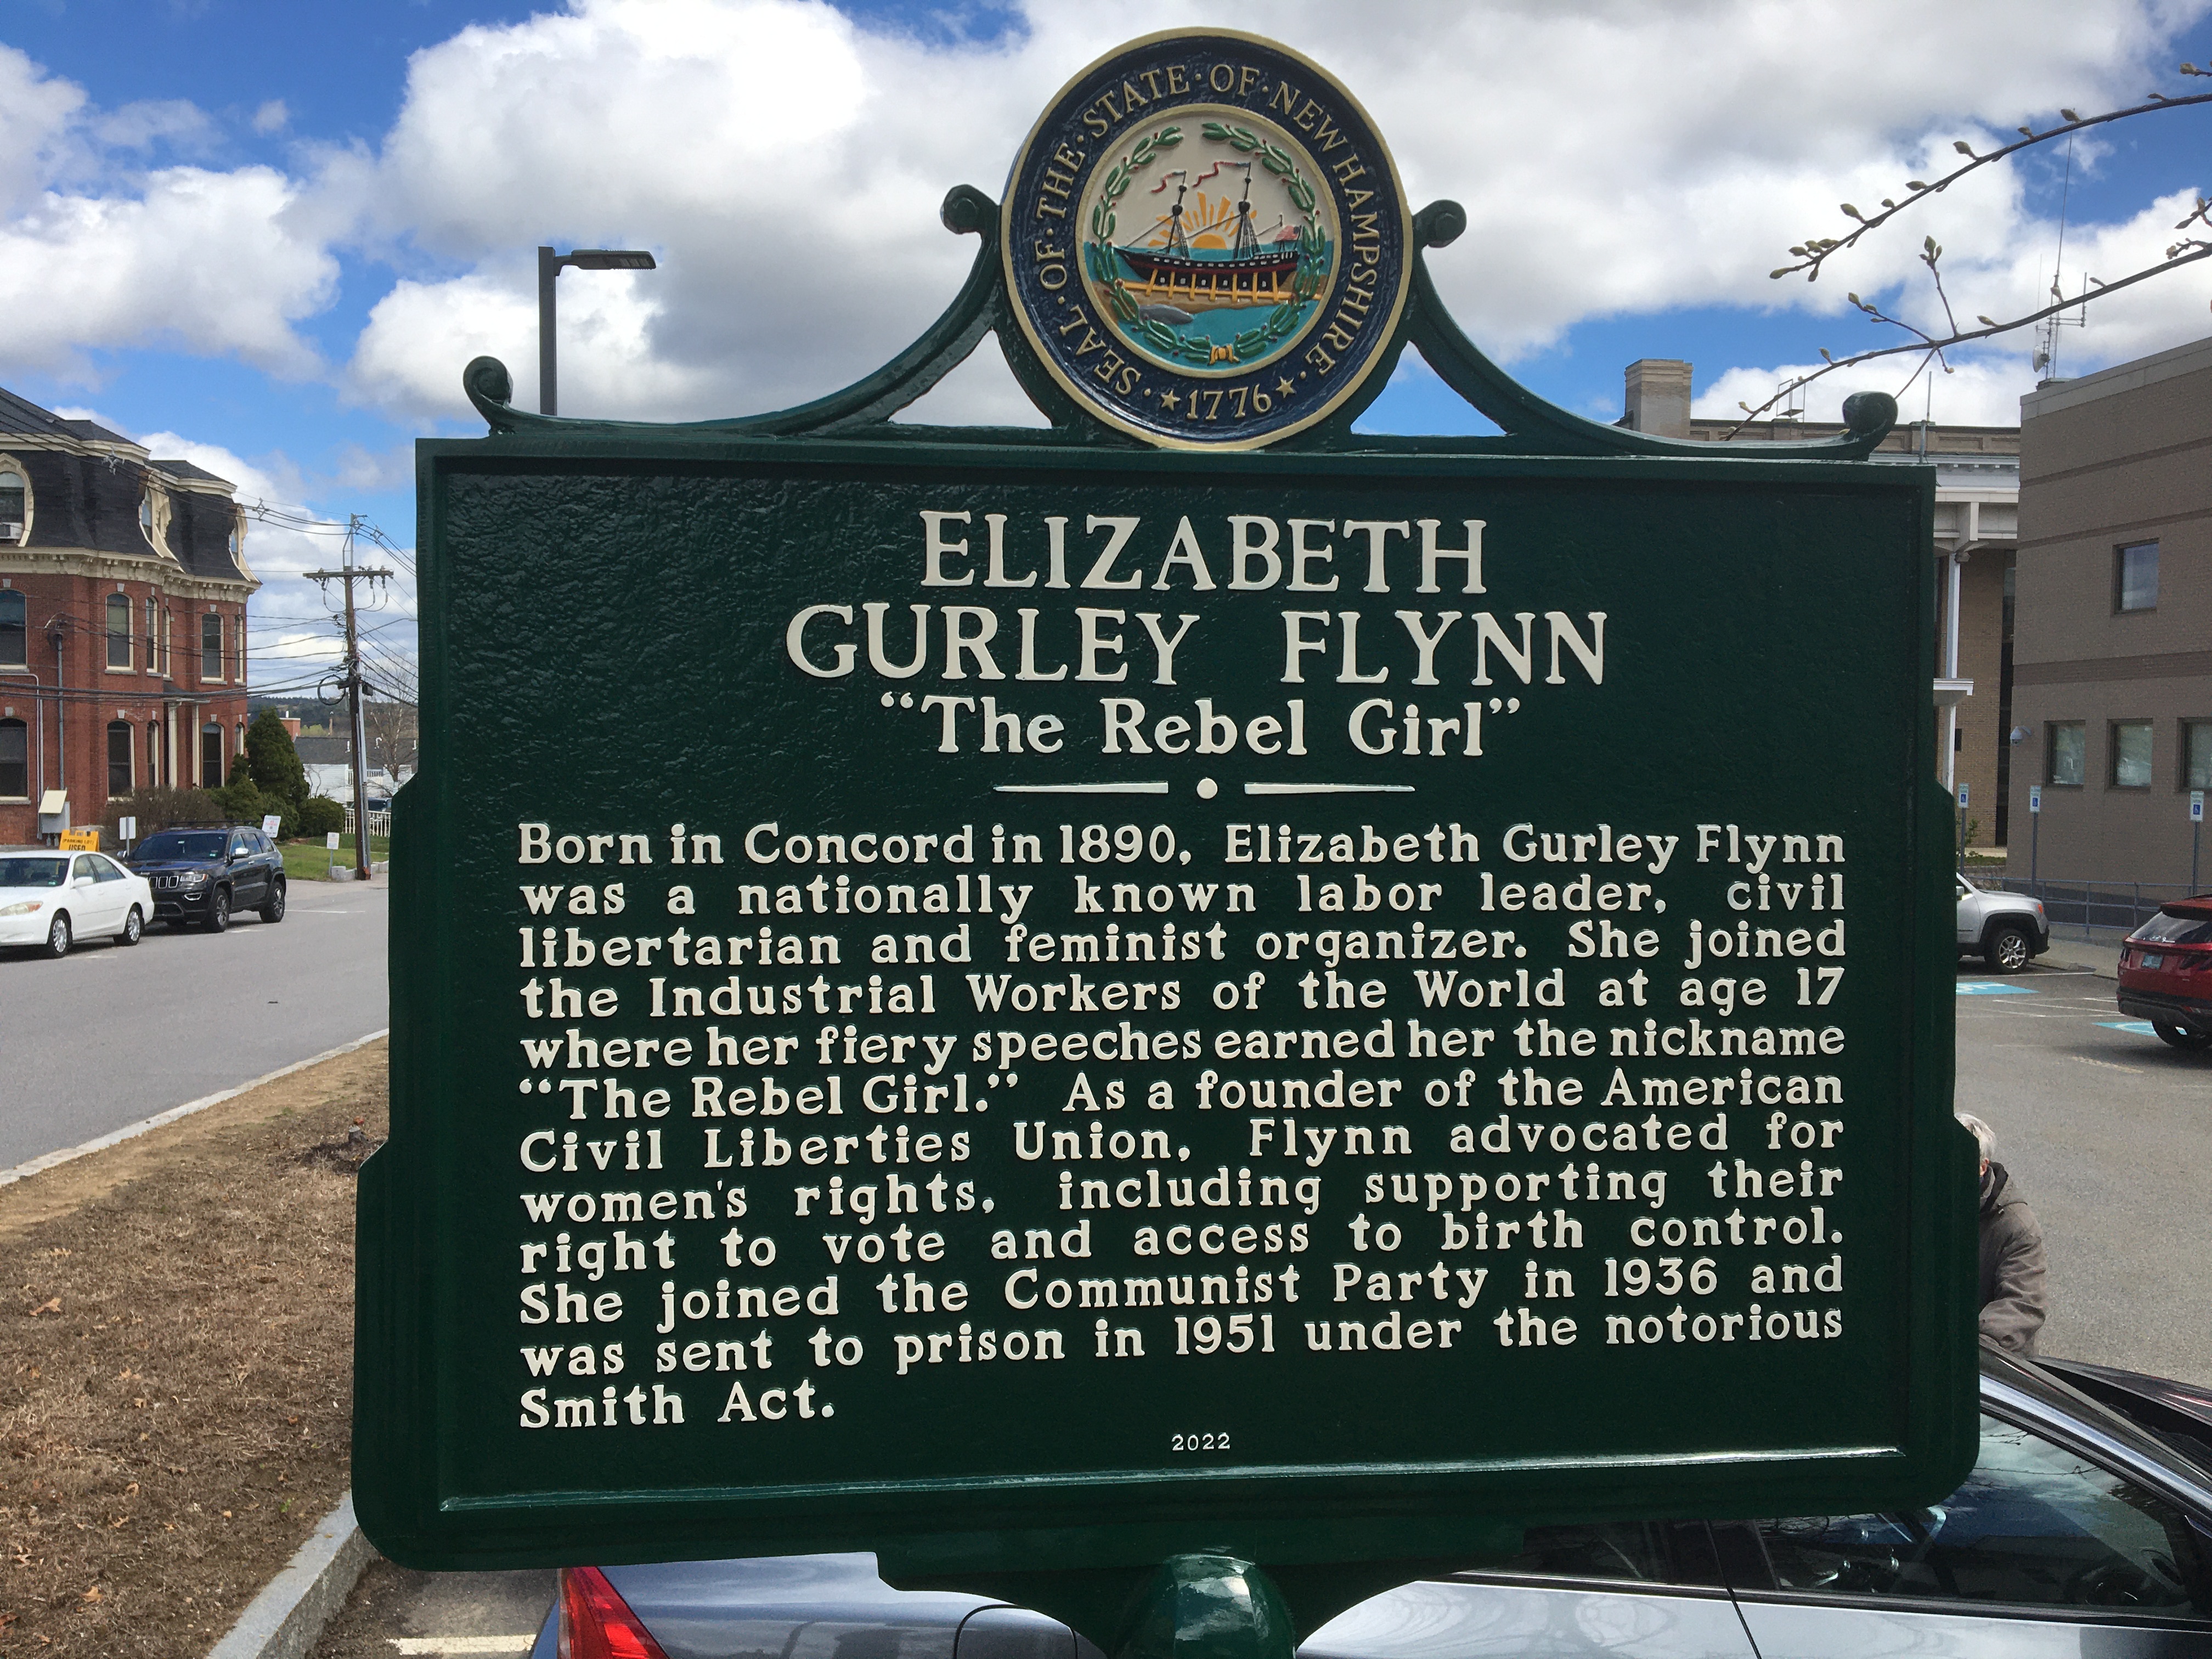 SEAL·OF·THE·STATE·OF·NEW HAMPSHIRE·
★1776★
ELIZABETH
GURLEY FLYNN
“The Rebel Girl”
Born in Concord in 1890, Elizabeth Gurley Flynn
was a nationally known labor leader, civil
libertarian and feminist organizer. She joined
the Industrial Workers of the World at age 17
where her fiery speeches earned her the nickname
“The Rebel Girl.” As a founder of the American
Civil Liberties Union, Flynn advocated for
women's rights, including supporting their
right to vote and access to birth control.
She joined the Communist Party in 1936 and
was sent to prison in 1951 under the notorious
Smith Act.
2022